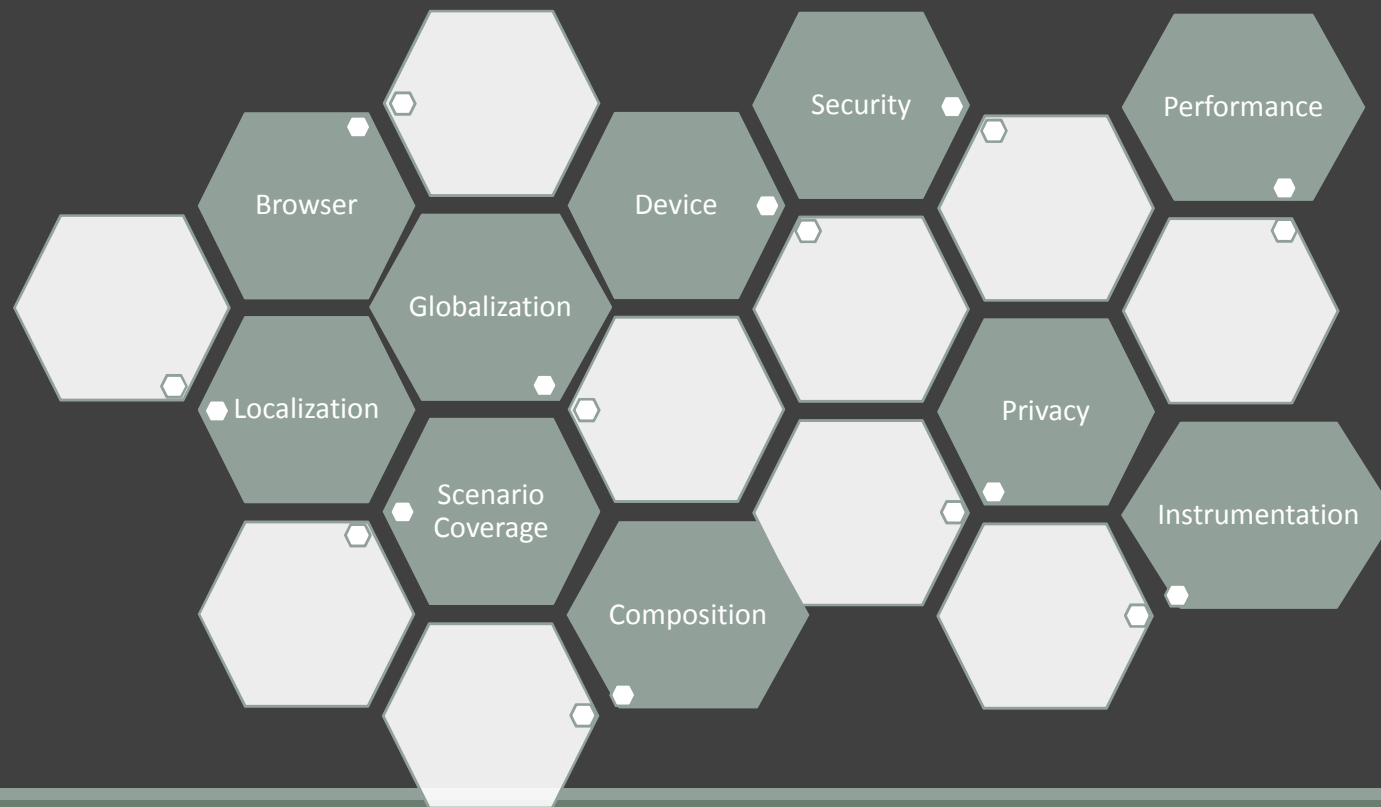 Security
Performance
Browser
Device
Globalization
Localization
Privacy
Scenario
Coverage
Instrumentation
Composition